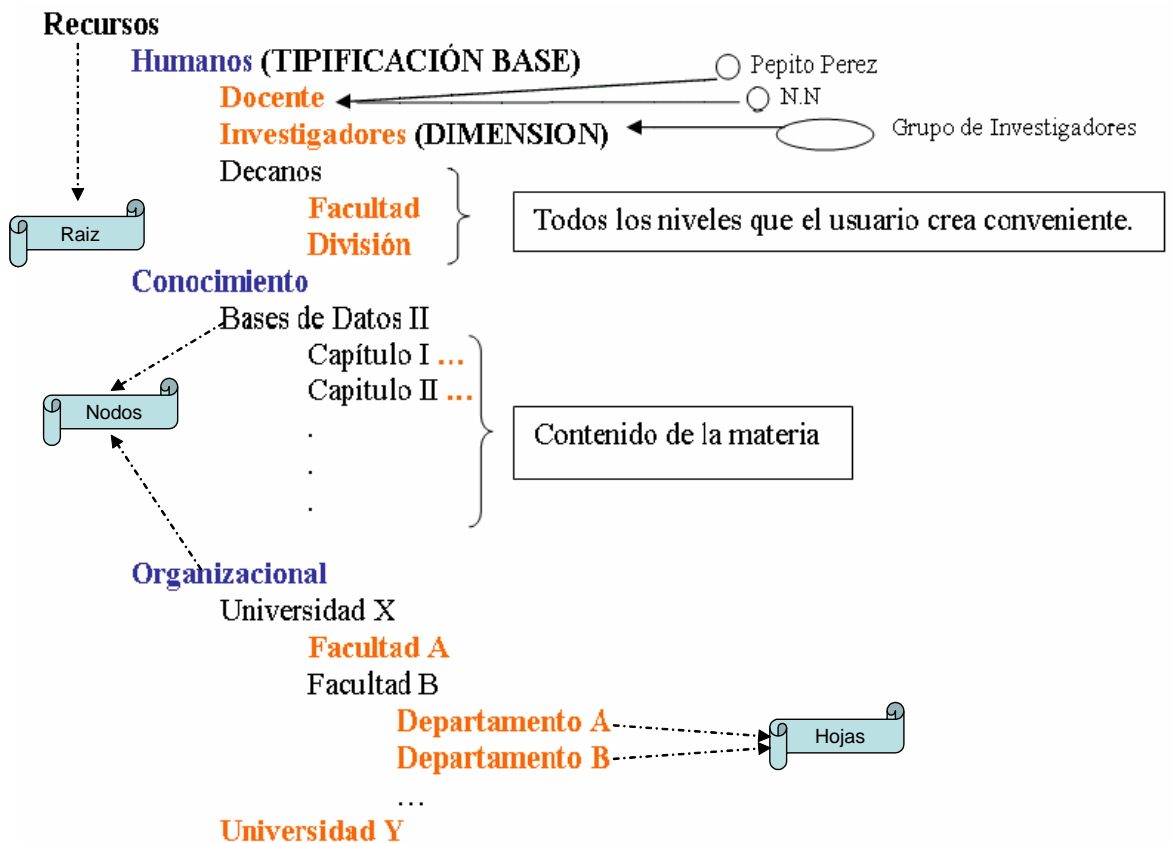 Recursos
Humanos (TIPIFICACIÓN BASE)
Pepito Perez
Docente
N.N
Investigadores (DIMENSION)
Grupo de Investigadores
Decanos
Facultad
División
Todos los niveles que el usuario crea conveniente.
Raiz
Conocimiento
Bases de Datos II
Capítulo I ...
Capitulo II ...
Nodos
.
.
.
Contenido de la materia
Organizacional
Universidad X
Facultad A
Facultad B
Departamento A
Departamento B
Hojas
...
Universidad Y